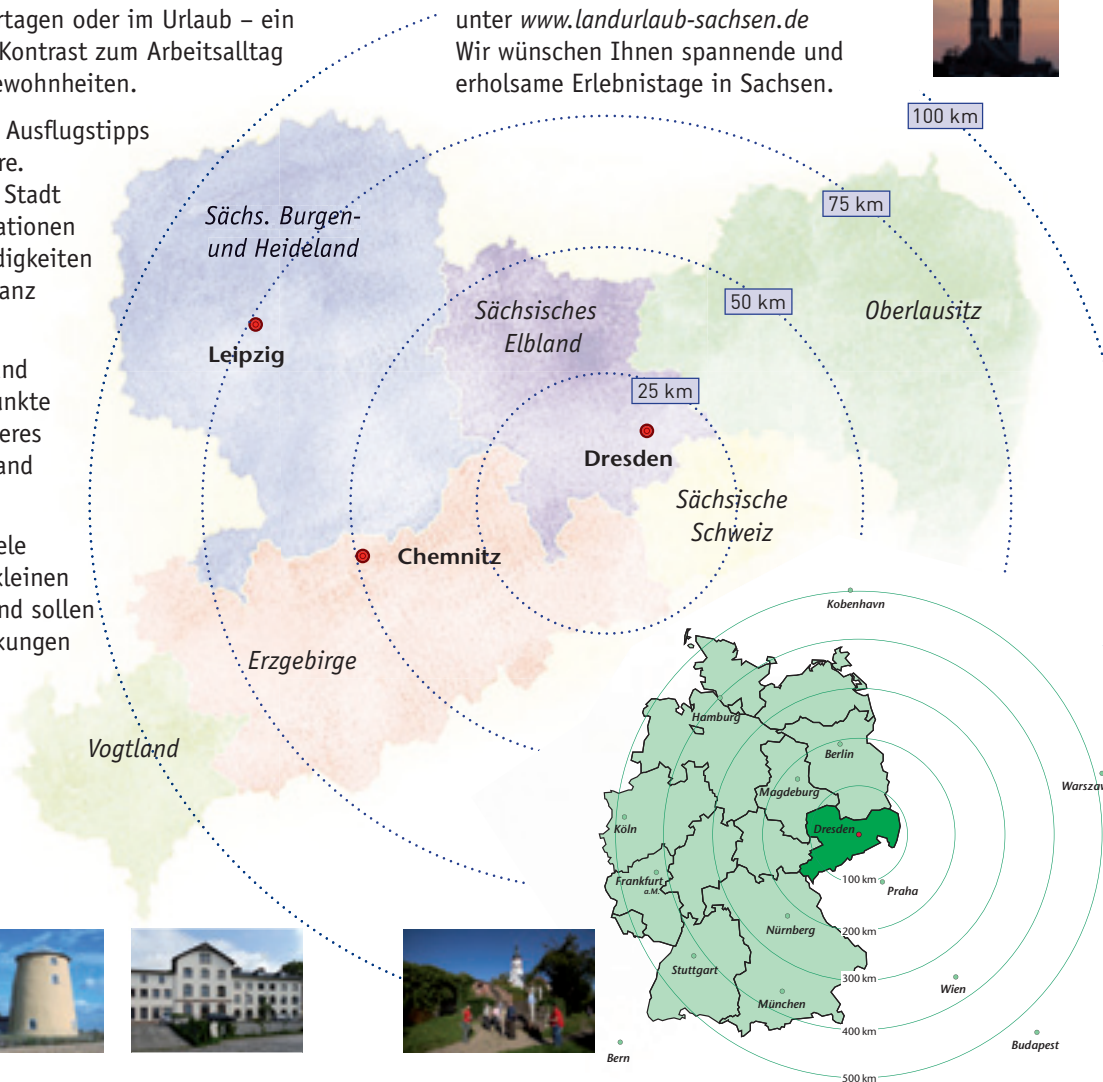 rtagen oder im Urlaub – ein
Kontrast zum Arbeitsalltag
ewohnheiten.
Ausflugstipps
re.
Stadt
ationen
digkeiten
anz
und
unkte
eres
and
ele
kleinen
nd sollen
kungen
unter www.landurlaub-sachsen.de
Wir wünschen Ihnen spannende und
erholsame Erlebnistage in Sachsen.
100 km
75 km
50 km
25 km
Sächs. Burgen-
und Heideland
Leipzig
Sächsisches
Elbland
Oberlausitz
Dresden
Sächsische
Schweiz
Chemnitz
Erzgebirge
Vogtland
Kobenhavn
Hamburg
Berlin
Magdeburg
Warszaw
Köln
Dresden
Frankfurt
a.M.
100 km
Praha
Nürnberg
200 km
Stuttgart
300 km
Wien
München
400 km
Budapest
Bern
500 km